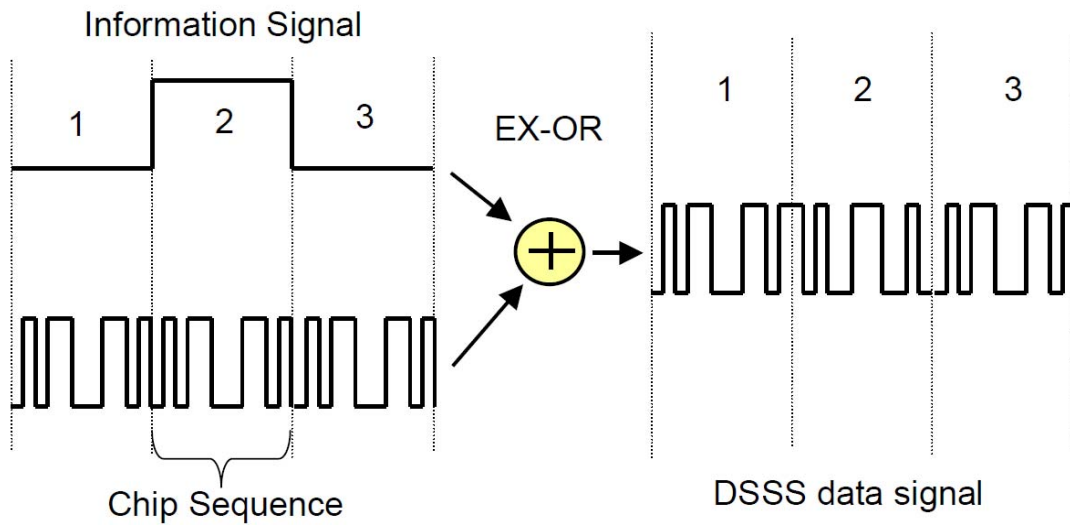 Information Signal
1 2 3
EX-OR
1 2 3
Chip Sequence
DSSS data signal